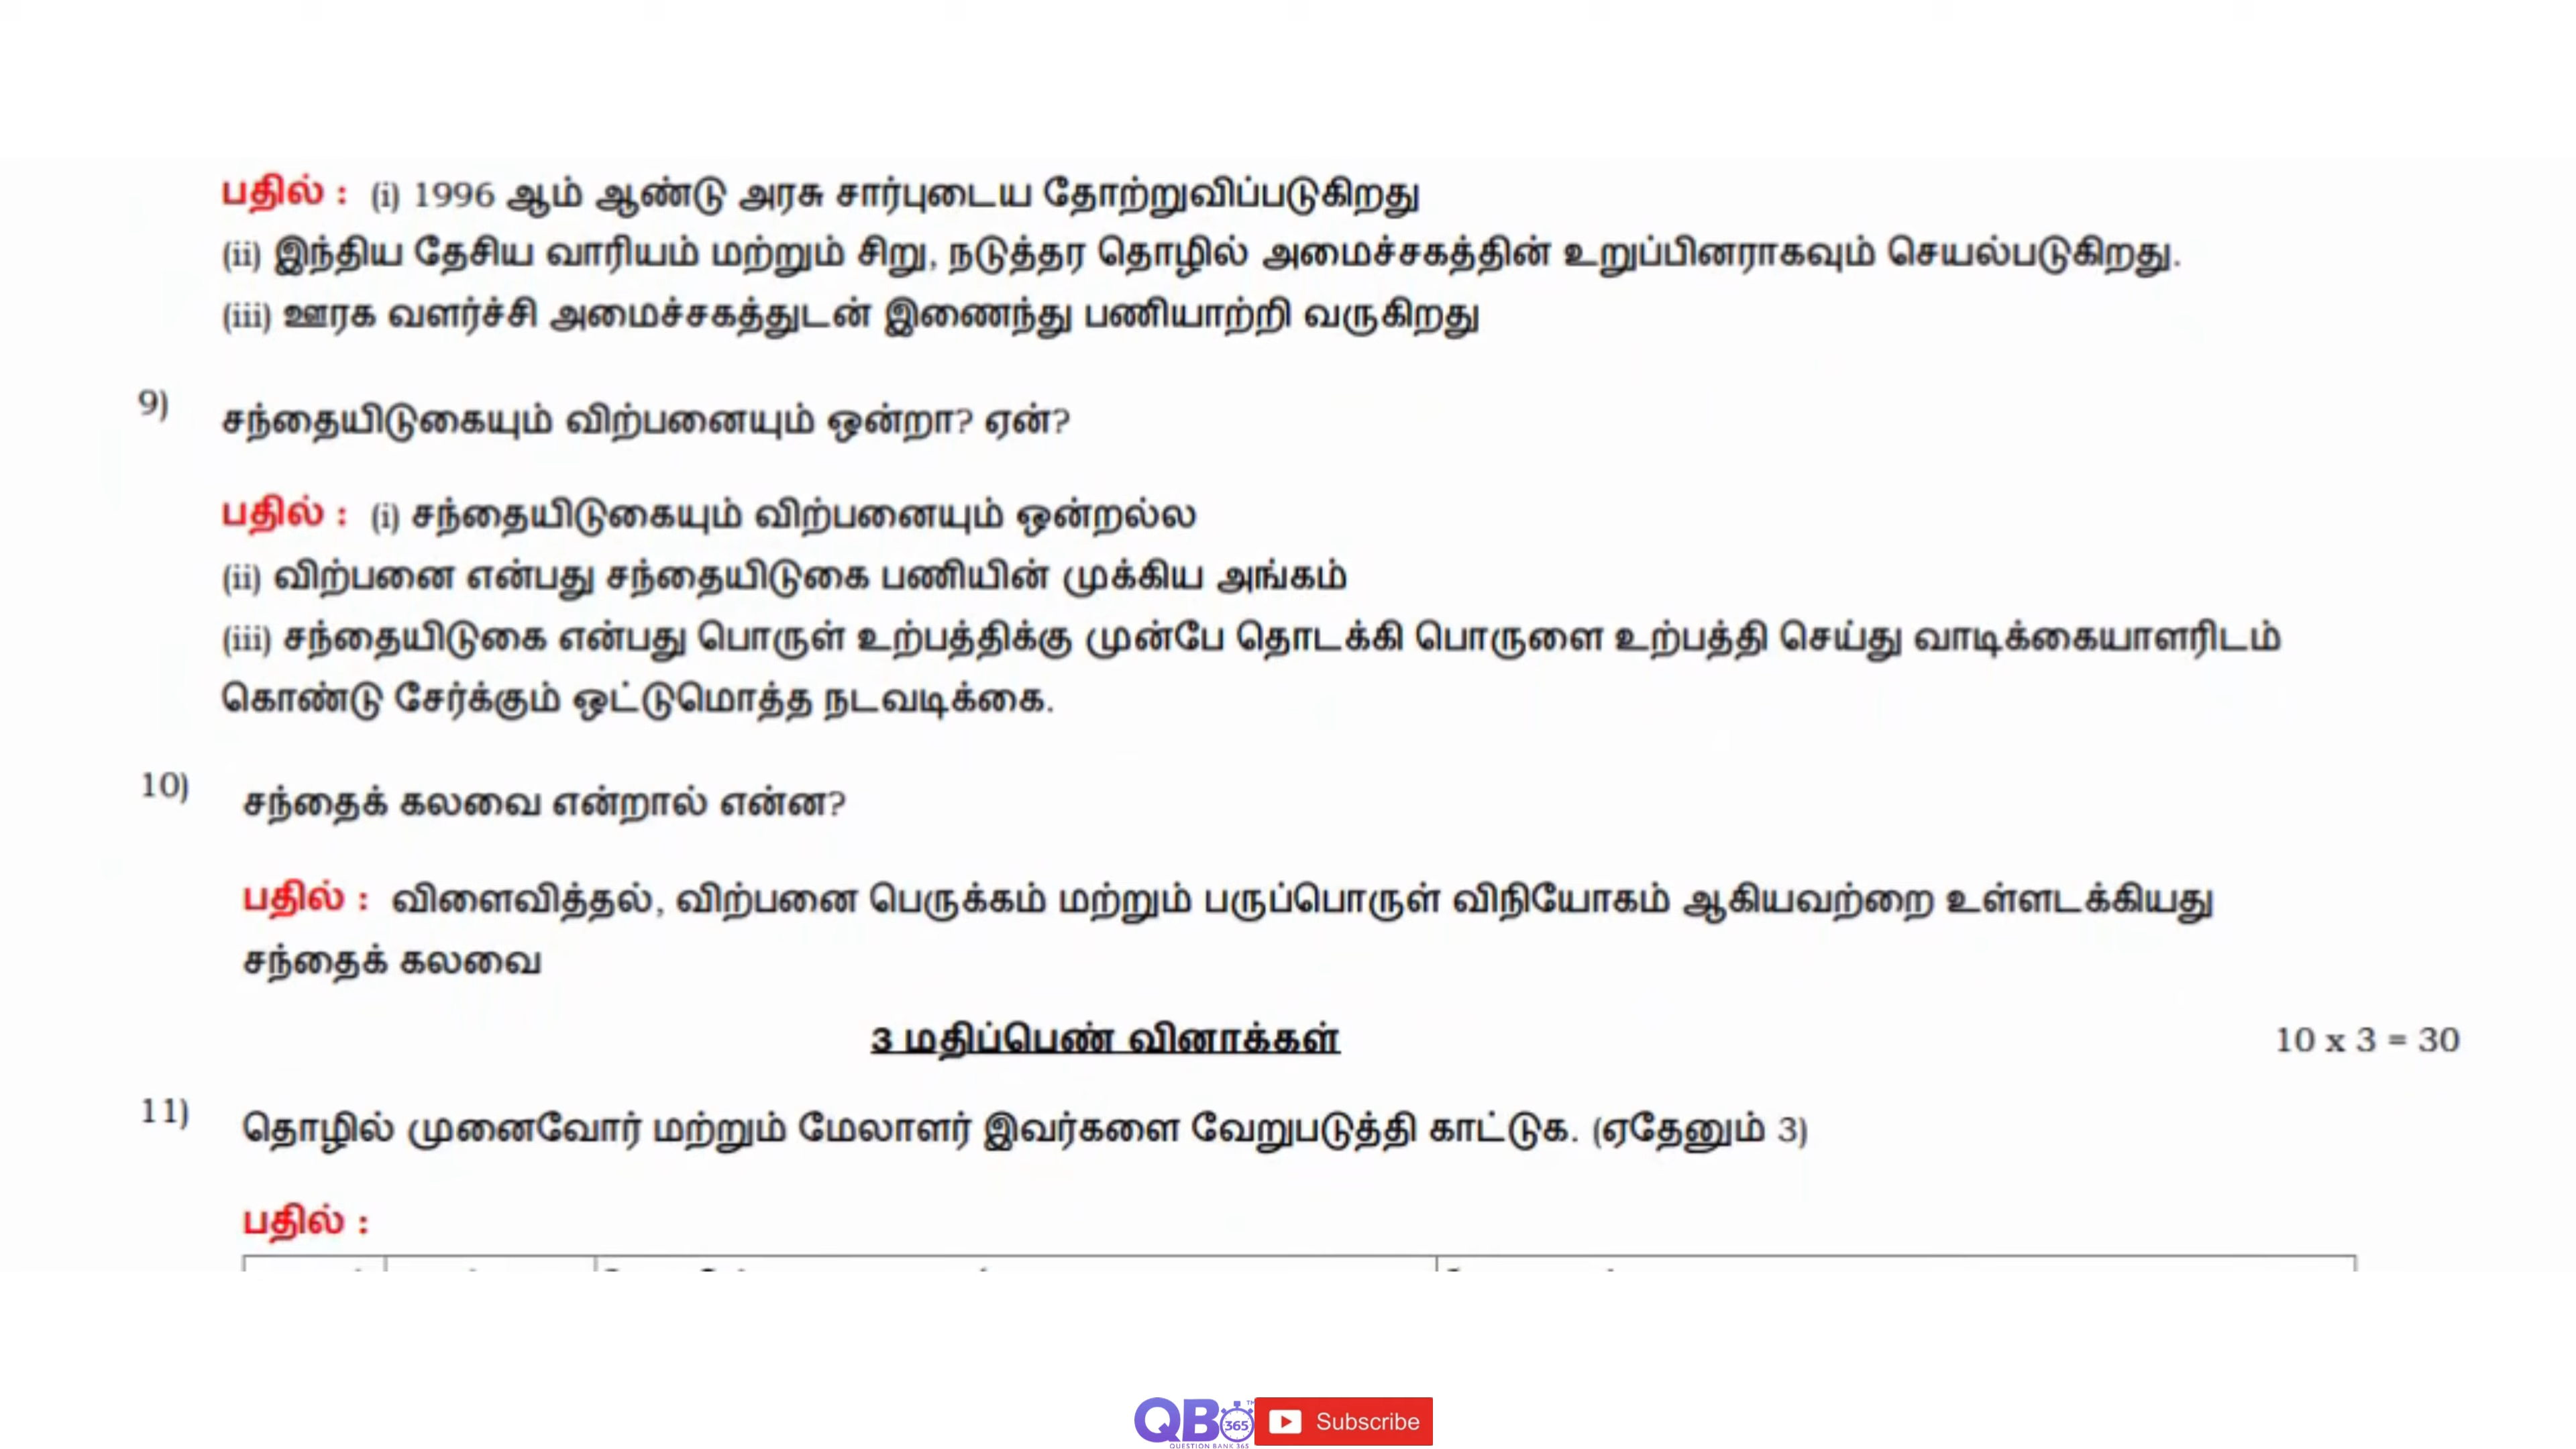 பதில் : (i) 1996 ஆம் ஆண்டு அரசு சார்புடைய தோற்றுவிப்படுகிறது
(ii) இந்திய தேசிய வாரியம் மற்றும் சிறு, நடுத்தர தொழில் அமைச்சகத்தின் உறுப்பினராகவும் செயல்படுகிறது.
(iii) ஊரக வளர்ச்சி அமைச்சகத்துடன் இணைந்து பணியாற்றி வருகிறது
9) சந்தையிடுகையும் விற்பனையும் ஒன்றா? ஏன்?
பதில் : (i) சந்தையிடுகையும் விற்பனையும் ஒன்றல்ல
(ii) விற்பனை என்பது சந்தையிடுகை பணியின் முக்கிய அங்கம்
(iii) சந்தையிடுகை என்பது பொருள் உற்பத்திக்கு முன்பே தொடக்கி பொருளை உற்பத்தி செய்து வாடிக்கையாளரிடம்
கொண்டு சேர்க்கும் ஒட்டுமொத்த நடவடிக்கை.
10) சந்தைக் கலவை என்றால் என்ன?
பதில் : விளைவித்தல், விற்பனை பெருக்கம் மற்றும் பருப்பொருள் விநியோகம் ஆகியவற்றை உள்ளடக்கியது
சந்தைக் கலவை
3 மதிப்பெண் வினாக்கள் 10 x 3 = 30
11) தொழில் முனைவோர் மற்றும் மேலாளர் இவர்களை வேறுபடுத்தி காட்டுக. (ஏதேனும் 3)
பதில் :
QB 365 TM Subscribe
QUESTION BANK 365